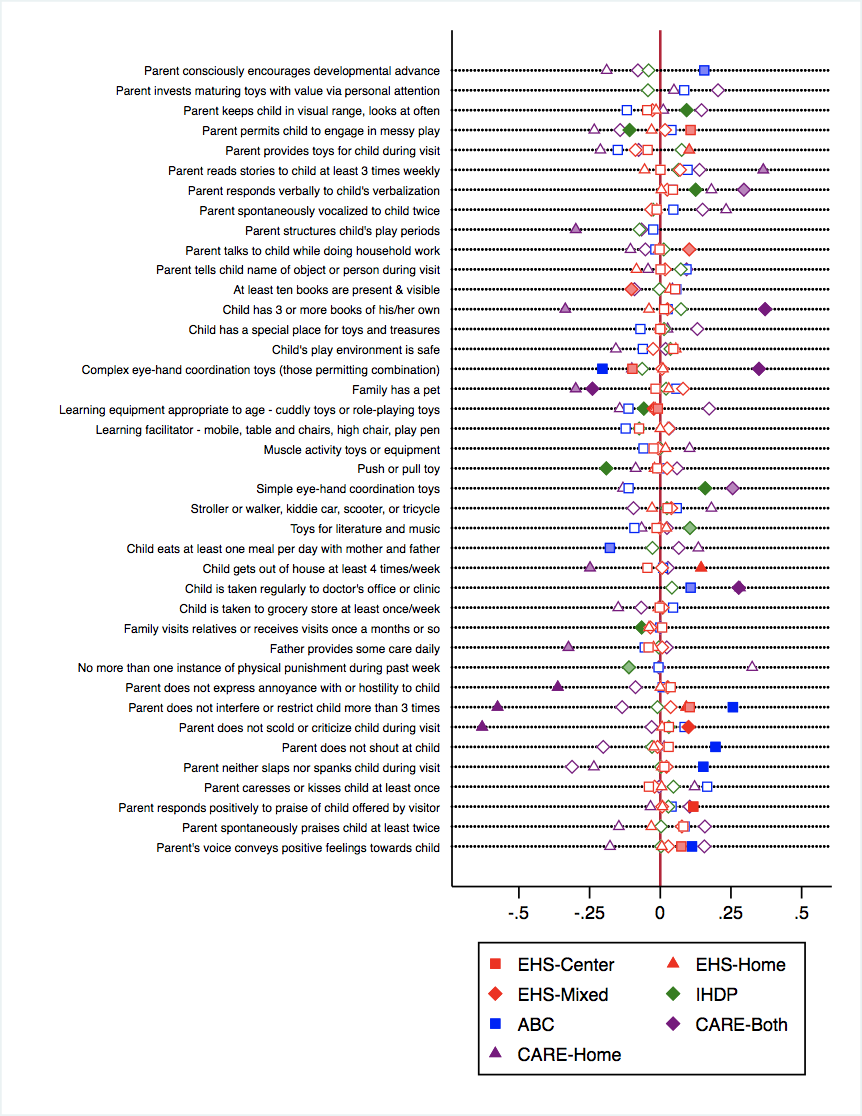 Parent consciously encourages developmental advance
Parent invests maturing toys with value via personal attention
Parent keeps child in visual range, looks at often
Parent permits child to engage in messy play
Parent provides toys for child during visit
Parent reads stories to child at least 3 times weekly
Parent responds verbally to child's verbalization
Parent spontaneously vocalized to child twice
Parent structures child's play periods
Parent talks to child while doing household work
Parent tells child name of object or person during visit
At least ten books are present & visible
Child has 3 or more books of his/her own
Child has a special place for toys and treasures
Child's play environment is safe
Complex eye-hand coordination toys (those permitting combination)
Family has a pet
Learning equipment appropriate to age - cuddly toys or role-playing toys
Learning facilitator - mobile, table and chairs, high chair, play pen
Muscle activity toys or equipment
Push or pull toy
Simple eye-hand coordination toys
Stroller or walker, kiddie car, scooter, or tricycle
Toys for literature and music
Child eats at least one meal per day with mother and father
Child gets out of house at least 4 times/week
Child is taken regularly to doctor's office or clinic
Child is taken to grocery store at least once/week
Family visits relatives or receives visits once a months or so
Father provides some care daily
No more than one instance of physical punishment during past week
Parent does not express annoyance with or hostility to child
Parent does not interfere or restrict child more than 3 times
Parent does not scold or criticize child during visit
Parent does not shout at child
Parent neither slaps nor spanks child during visit
Parent caresses or kisses child at least once
Parent responds positively to praise of child offered by visitor
Parent spontaneously praises child at least twice
Parent's voice conveys positive feelings towards child
-.5 -.25 0 .25 .5
EHS-Center EHS-Home
EHS-Mixed IHDP
ABC CARE-Both
CARE-Home